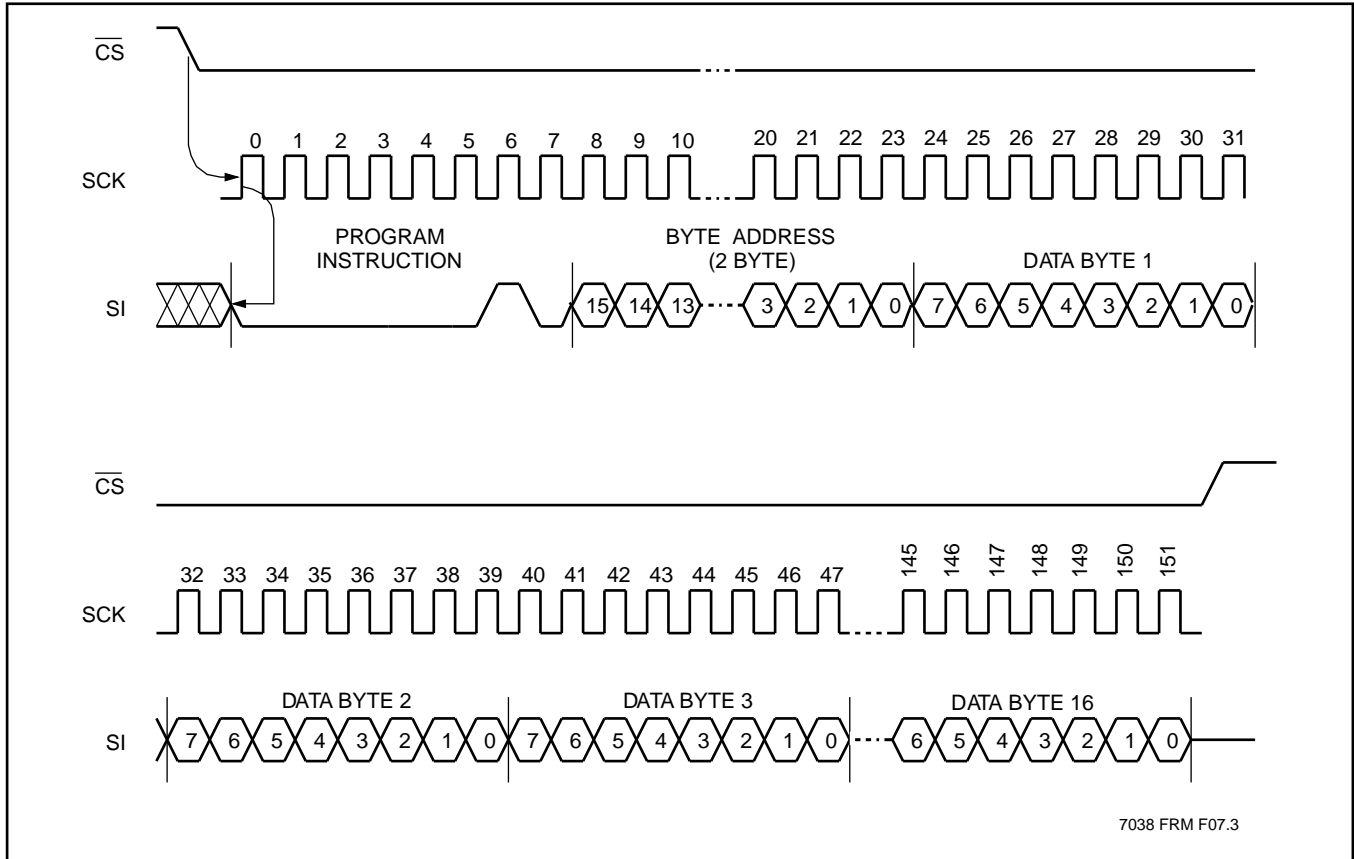 CS
0 1 2 3 4 5 6 7 8 9 10 20 21 22 23 24 25 26 27 28 29 30 31
SCK
PROGRAM
INSTRUCTION
BYTE ADDRESS
(2 BYTE)
DATA BYTE 1
SI
15 14 13 3 2 1 0 7 6 5 4 3 2 1 0
CS
32 33 34 35 36 37 38 39 40 41 42 43 44 45 46 47 145 146 147 148 149 150 151
SCK
DATA BYTE 2 DATA BYTE 3 DATA BYTE 16
SI
7 6 5 4 3 2 1 0 7 6 5 4 3 2 1 0 6 5 4 3 2 1 0
7038 FRM F07.3